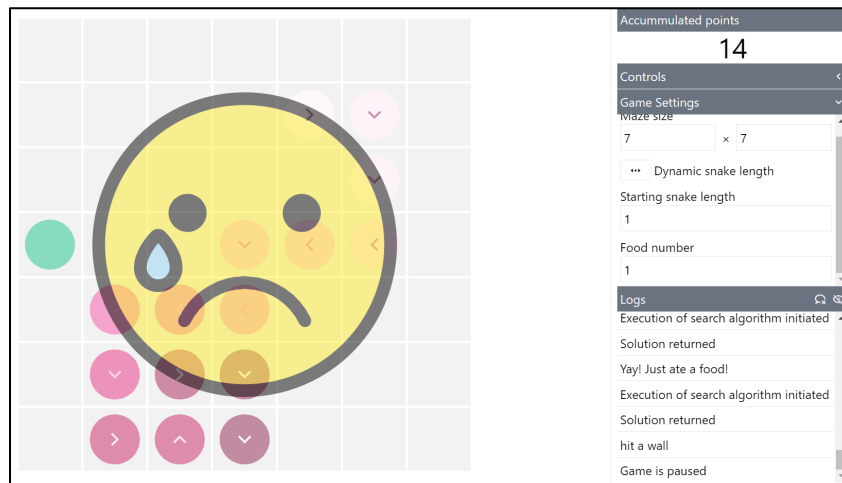 Accummulated points
14
Controls
Game Settings
Maze size
7 × 7
Dynamic snake length
Starting snake length
1
Food number
1
Logs
Execution of search algorithm initiated
Solution returned
Yay! Just ate a food!
Execution of search algorithm initiated
Solution returned
hit a wall
Game is paused